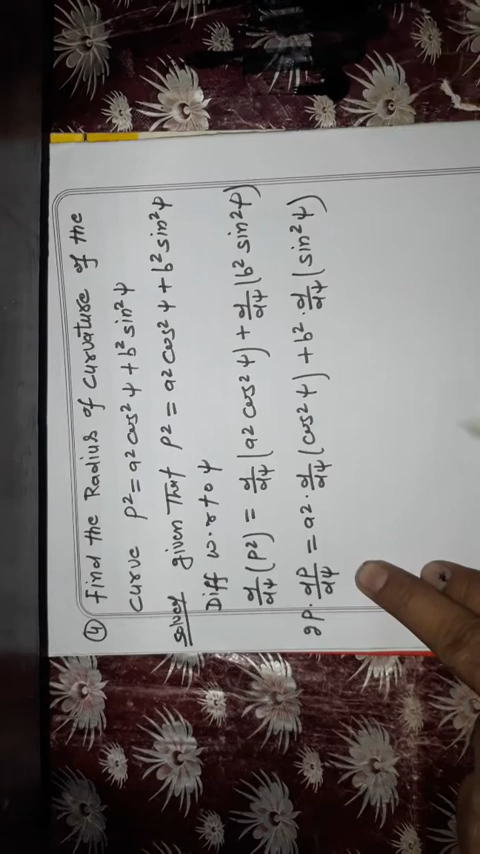 ④ Find the Radius of curvature of the
curve P² = a² cos² ψ + b² sin² ψ
solved given That P² = a² cos² ψ + b² sin² ψ
Diff w.r to ψ
d/dψ (P²) = d/dψ (a² cos² ψ) + d/dψ (b² sin² ψ)
2P. dP/dψ = a². d/dψ (cos² ψ) + b². d/dψ (sin² ψ)